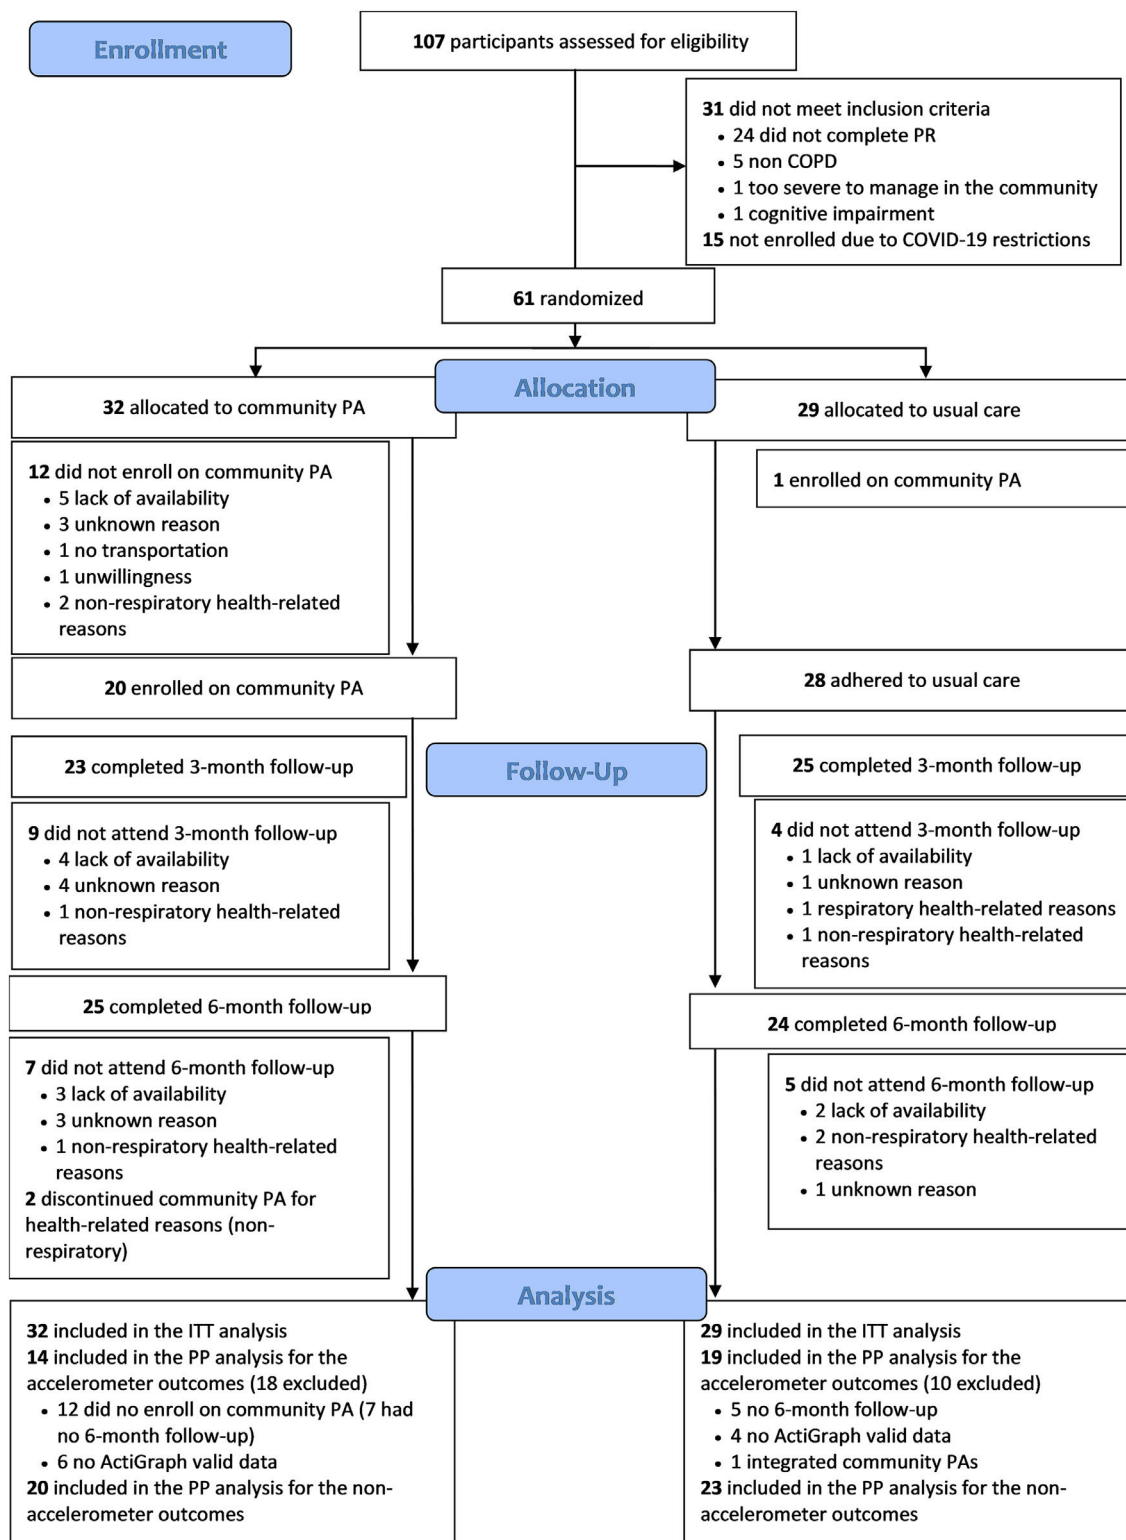 Enrollment
107 participants assessed for eligibility
31 did not meet inclusion criteria
• 24 did not complete PR
• 5 non COPD
• 1 too severe to manage in the community
• 1 cognitive impairment
15 not enrolled due to COVID-19 restrictions
61 randomized
Allocation
32 allocated to community PA
29 allocated to usual care
12 did not enroll on community PA
• 5 lack of availability
• 3 unknown reason
• 1 no transportation
• 1 unwillingness
• 2 non-respiratory health-related
reasons
1 enrolled on community PA
20 enrolled on community PA
28 adhered to usual care
Follow-Up
23 completed 3-month follow-up
25 completed 3-month follow-up
9 did not attend 3-month follow-up
• 4 lack of availability
• 4 unknown reason
• 1 non-respiratory health-related
reasons
4 did not attend 3-month follow-up
• 1 lack of availability
• 1 unknown reason
• 1 respiratory health-related reasons
• 1 non-respiratory health-related
reasons
25 completed 6-month follow-up
24 completed 6-month follow-up
7 did not attend 6-month follow-up
• 3 lack of availability
• 3 unknown reason
• 1 non-respiratory health-related
reasons
2 discontinued community PA for
health-related reasons (non-
respiratory)
5 did not attend 6-month follow-up
• 2 lack of availability
• 2 non-respiratory health-related
reasons
• 1 unknown reason
Analysis
32 included in the ITT analysis
14 included in the PP analysis for the
accelerometer outcomes (18 excluded)
• 12 did no enroll on community PA (7 had
no 6-month follow-up)
• 6 no ActiGraph valid data
20 included in the PP analysis for the non-
accelerometer outcomes
29 included in the ITT analysis
19 included in the PP analysis for the
accelerometer outcomes (10 excluded)
• 5 no 6-month follow-up
• 4 no ActiGraph valid data
• 1 integrated community PAs
23 included in the PP analysis for the non-
accelerometer outcomes